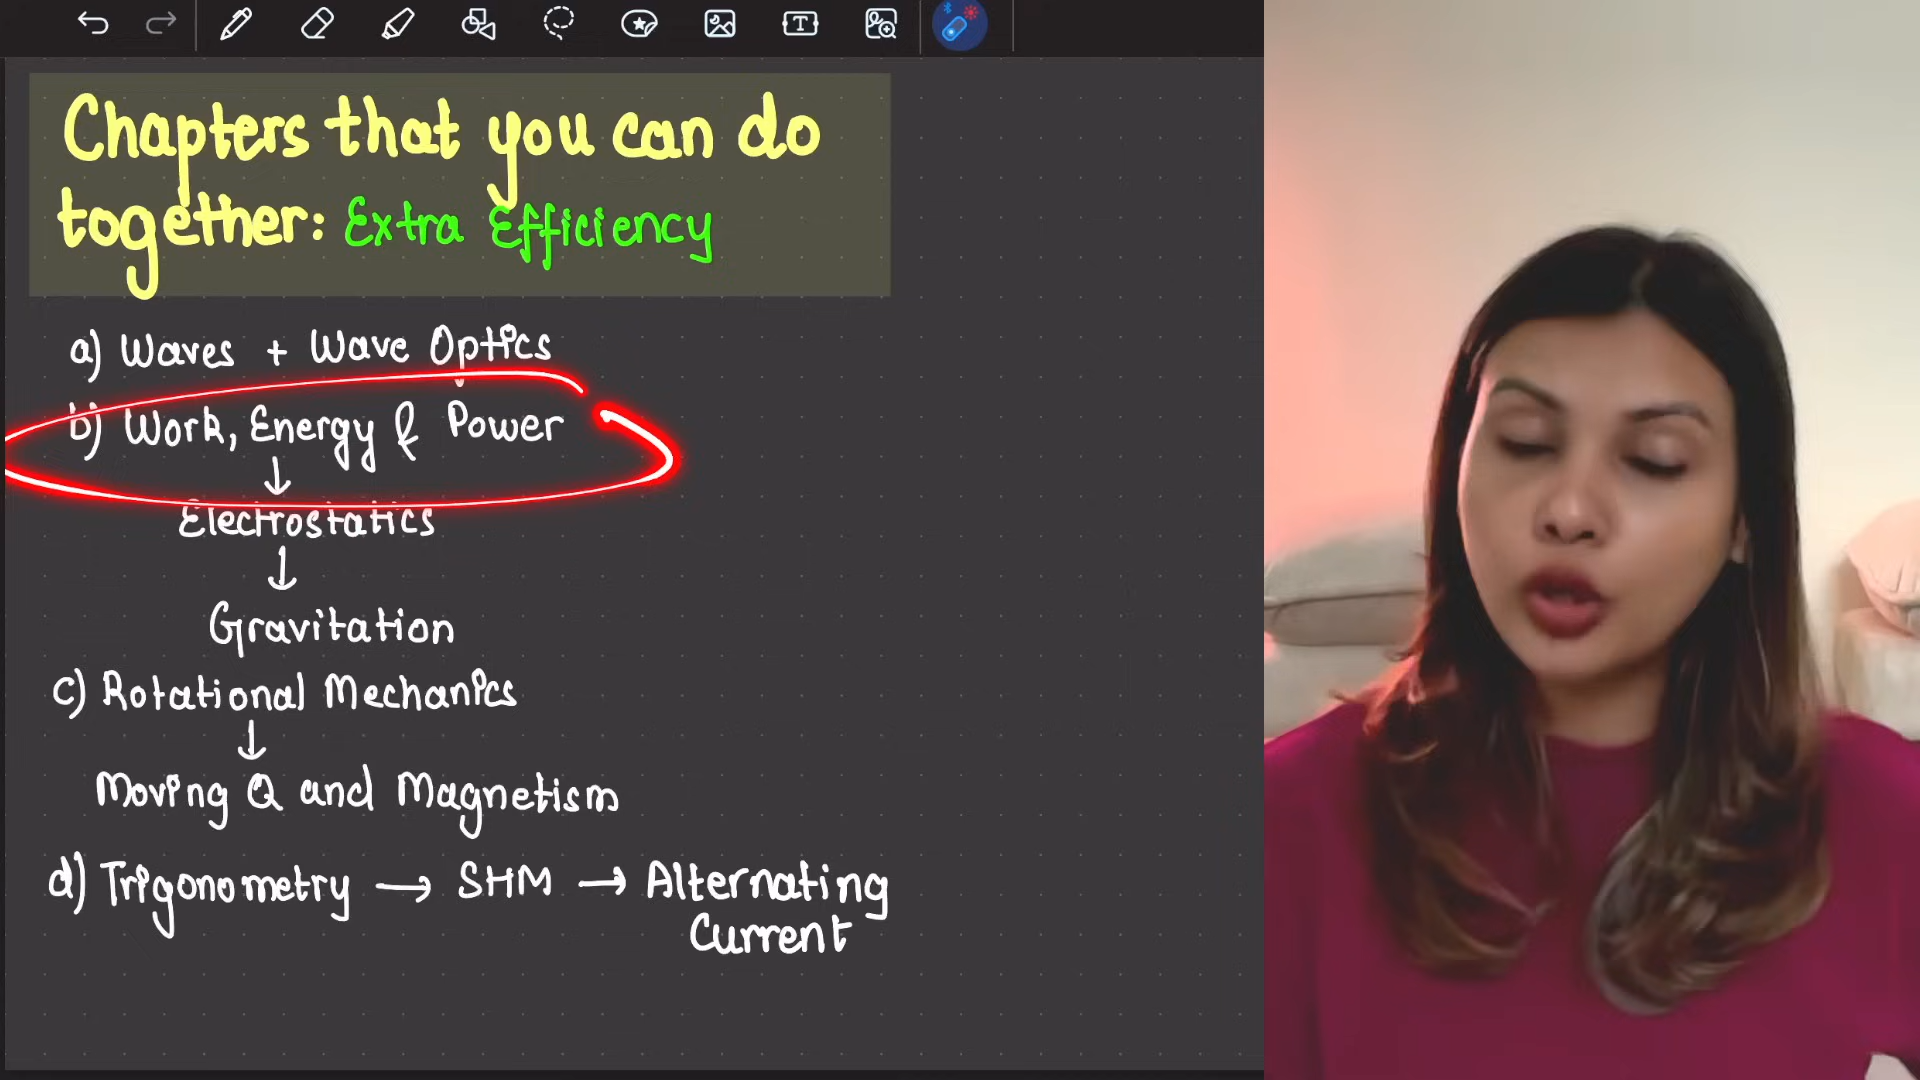 Chapters that you can do
together: Extra Efficiency
a) Waves + Wave Optics
b) Work, Energy & Power
↓
Electrostatics
↓
Gravitation
c) Rotational Mechanics
↓
Moving Q and Magnetism
d) Trigonometry → SHM → Alternating
Current